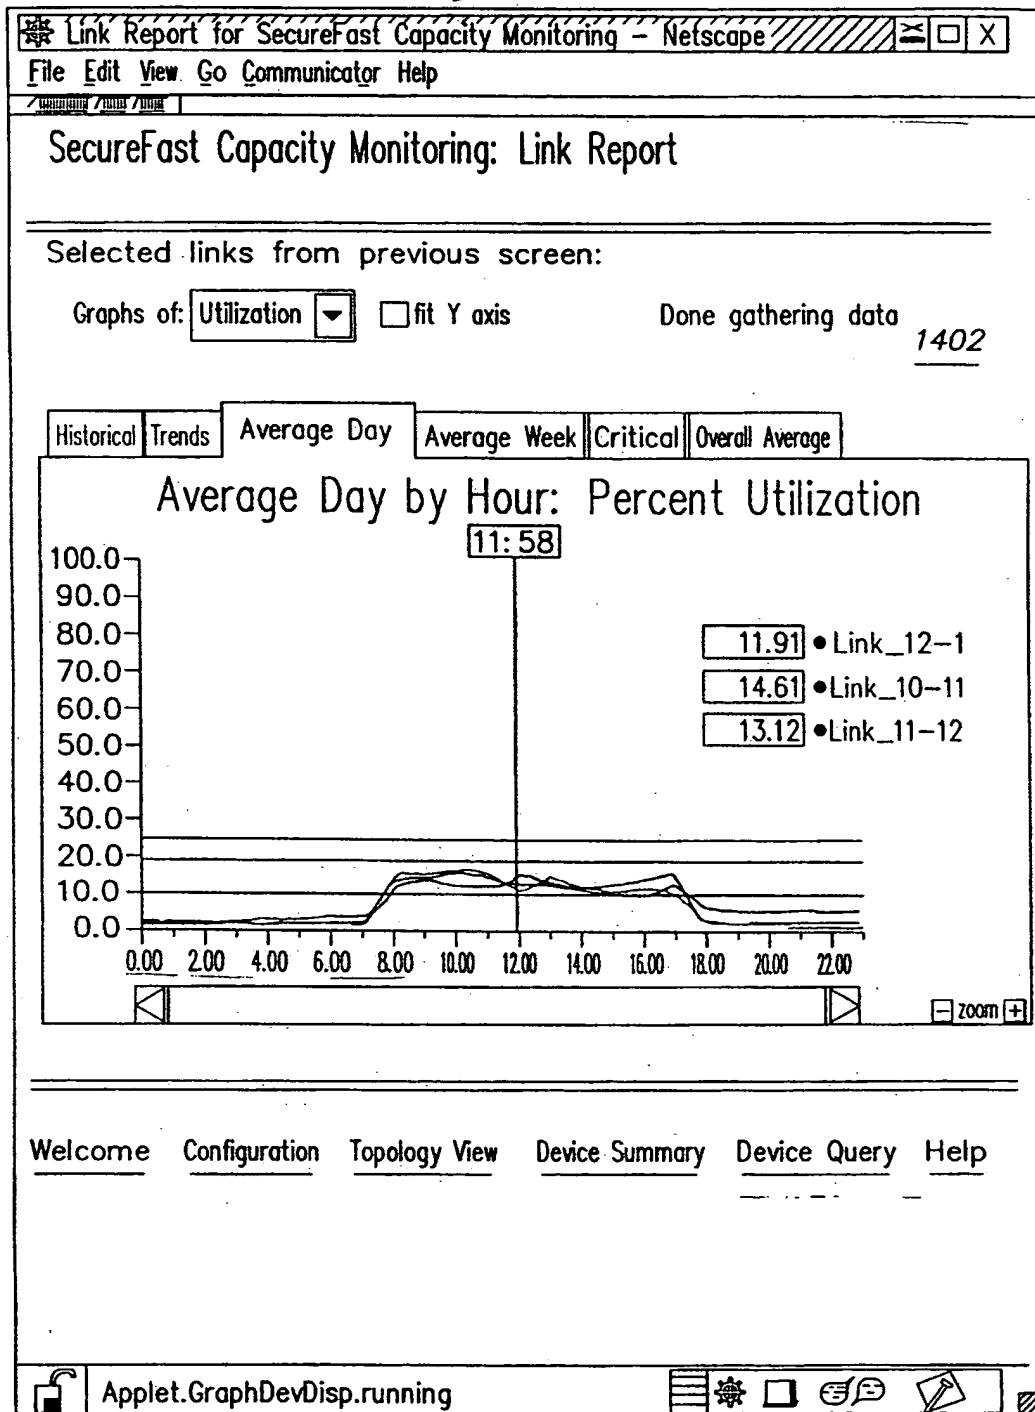 Link Report for SecureFast Capacity Monitoring – Netscape X
File Edit View Go Communicator Help
SecureFast Capacity Monitoring: Link Report
Selected links from previous screen:
Graphs of: Utilization fit Y axis Done gathering data
1402
Historical Trends Average Day Average Week Critical Overall Average
Average Day by Hour: Percent Utilization
11:58
100.0
90.0
80.0
70.0
60.0
50.0
40.0
30.0
20.0
10.0
0.0
11.91 Link_12–1
14.61 Link_10–11
13.12 Link_11–12
0.00 2.00 4.00 6.00 8.00 10.00 12.00 14.00 16.00 18.00 20.00 22.00
– zoom +
Welcome Configuration Topology View Device Summary Device Query Help
Applet.GraphDevDisp.running